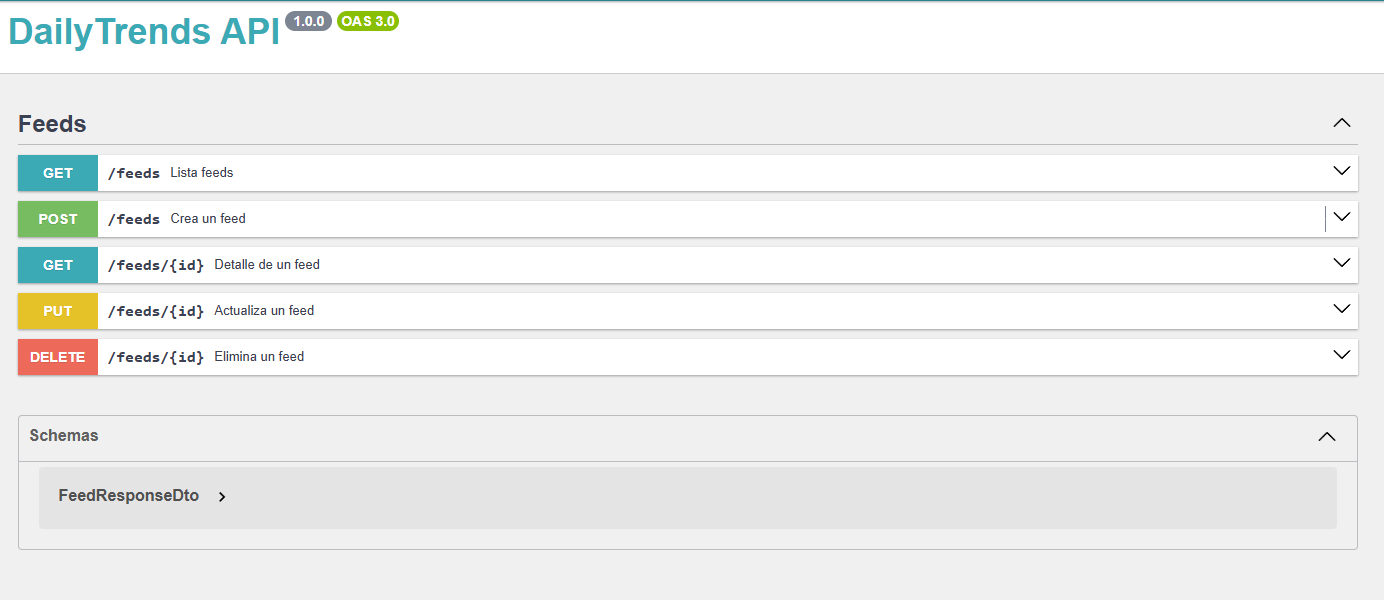 DailyTrends API 1.0.0 OAS 3.0
Feeds
GET /feeds Lista feeds
POST /feeds Crea un feed
GET /feeds/{id} Detalle de un feed
PUT /feeds/{id} Actualiza un feed
DELETE /feeds/{id} Elimina un feed
Schemas
FeedResponseDto